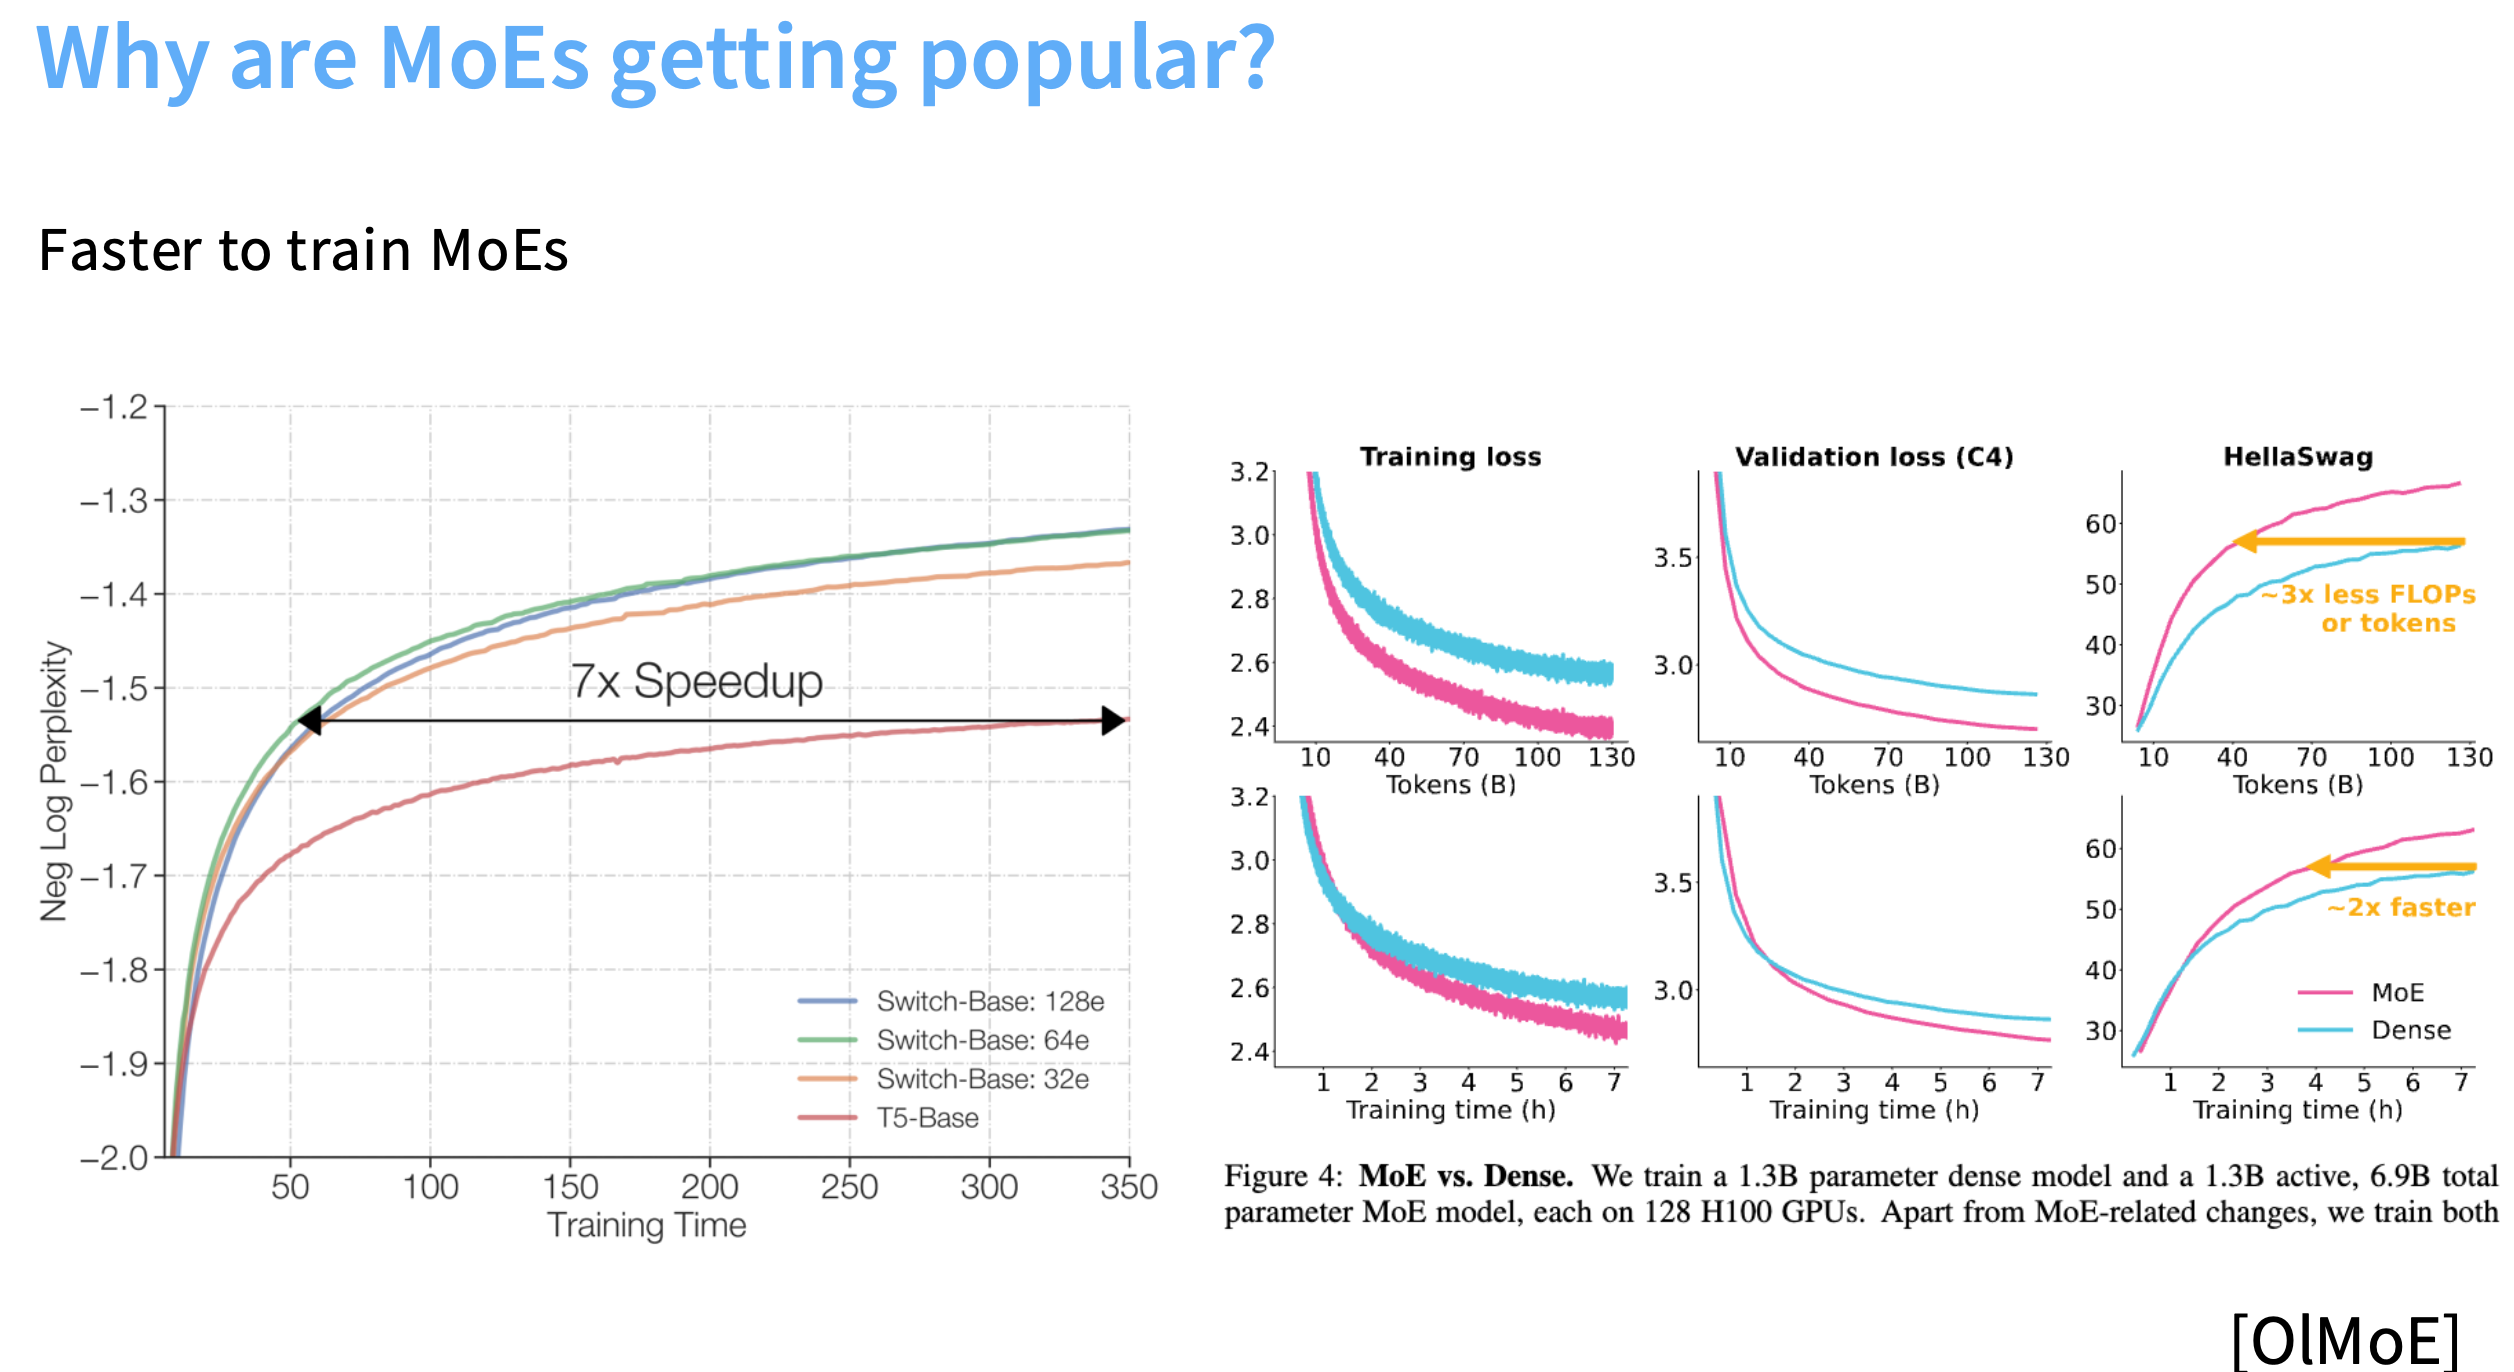 Why are MoEs getting popular?
Faster to train MoEs
−1.2
−1.3
−1.4
−1.5
−1.6
−1.7
−1.8
−1.9
−2.0
Neg Log Perplexity
7x Speedup
Switch-Base: 128e
Switch-Base: 64e
Switch-Base: 32e
T5-Base
50 100 150 200 250 300 350
Training Time
Training loss
3.2
3.0
2.8
2.6
2.4
10 40 70 100 130
Tokens (B)
Validation loss (C4)
3.5
3.0
10 40 70 100 130
Tokens (B)
HellaSwag
60
50
40
30
~3x less FLOPs
or tokens
10 40 70 100 130
Tokens (B)
3.2
3.0
2.8
2.6
2.4
1 2 3 4 5 6 7
Training time (h)
3.5
3.0
1 2 3 4 5 6 7
Training time (h)
60
50
40
30
~2x faster
MoE
Dense
1 2 3 4 5 6 7
Training time (h)
Figure 4: MoE vs. Dense. We train a 1.3B parameter dense model and a 1.3B active, 6.9B total
parameter MoE model, each on 128 H100 GPUs. Apart from MoE-related changes, we train both
[OlMoE]